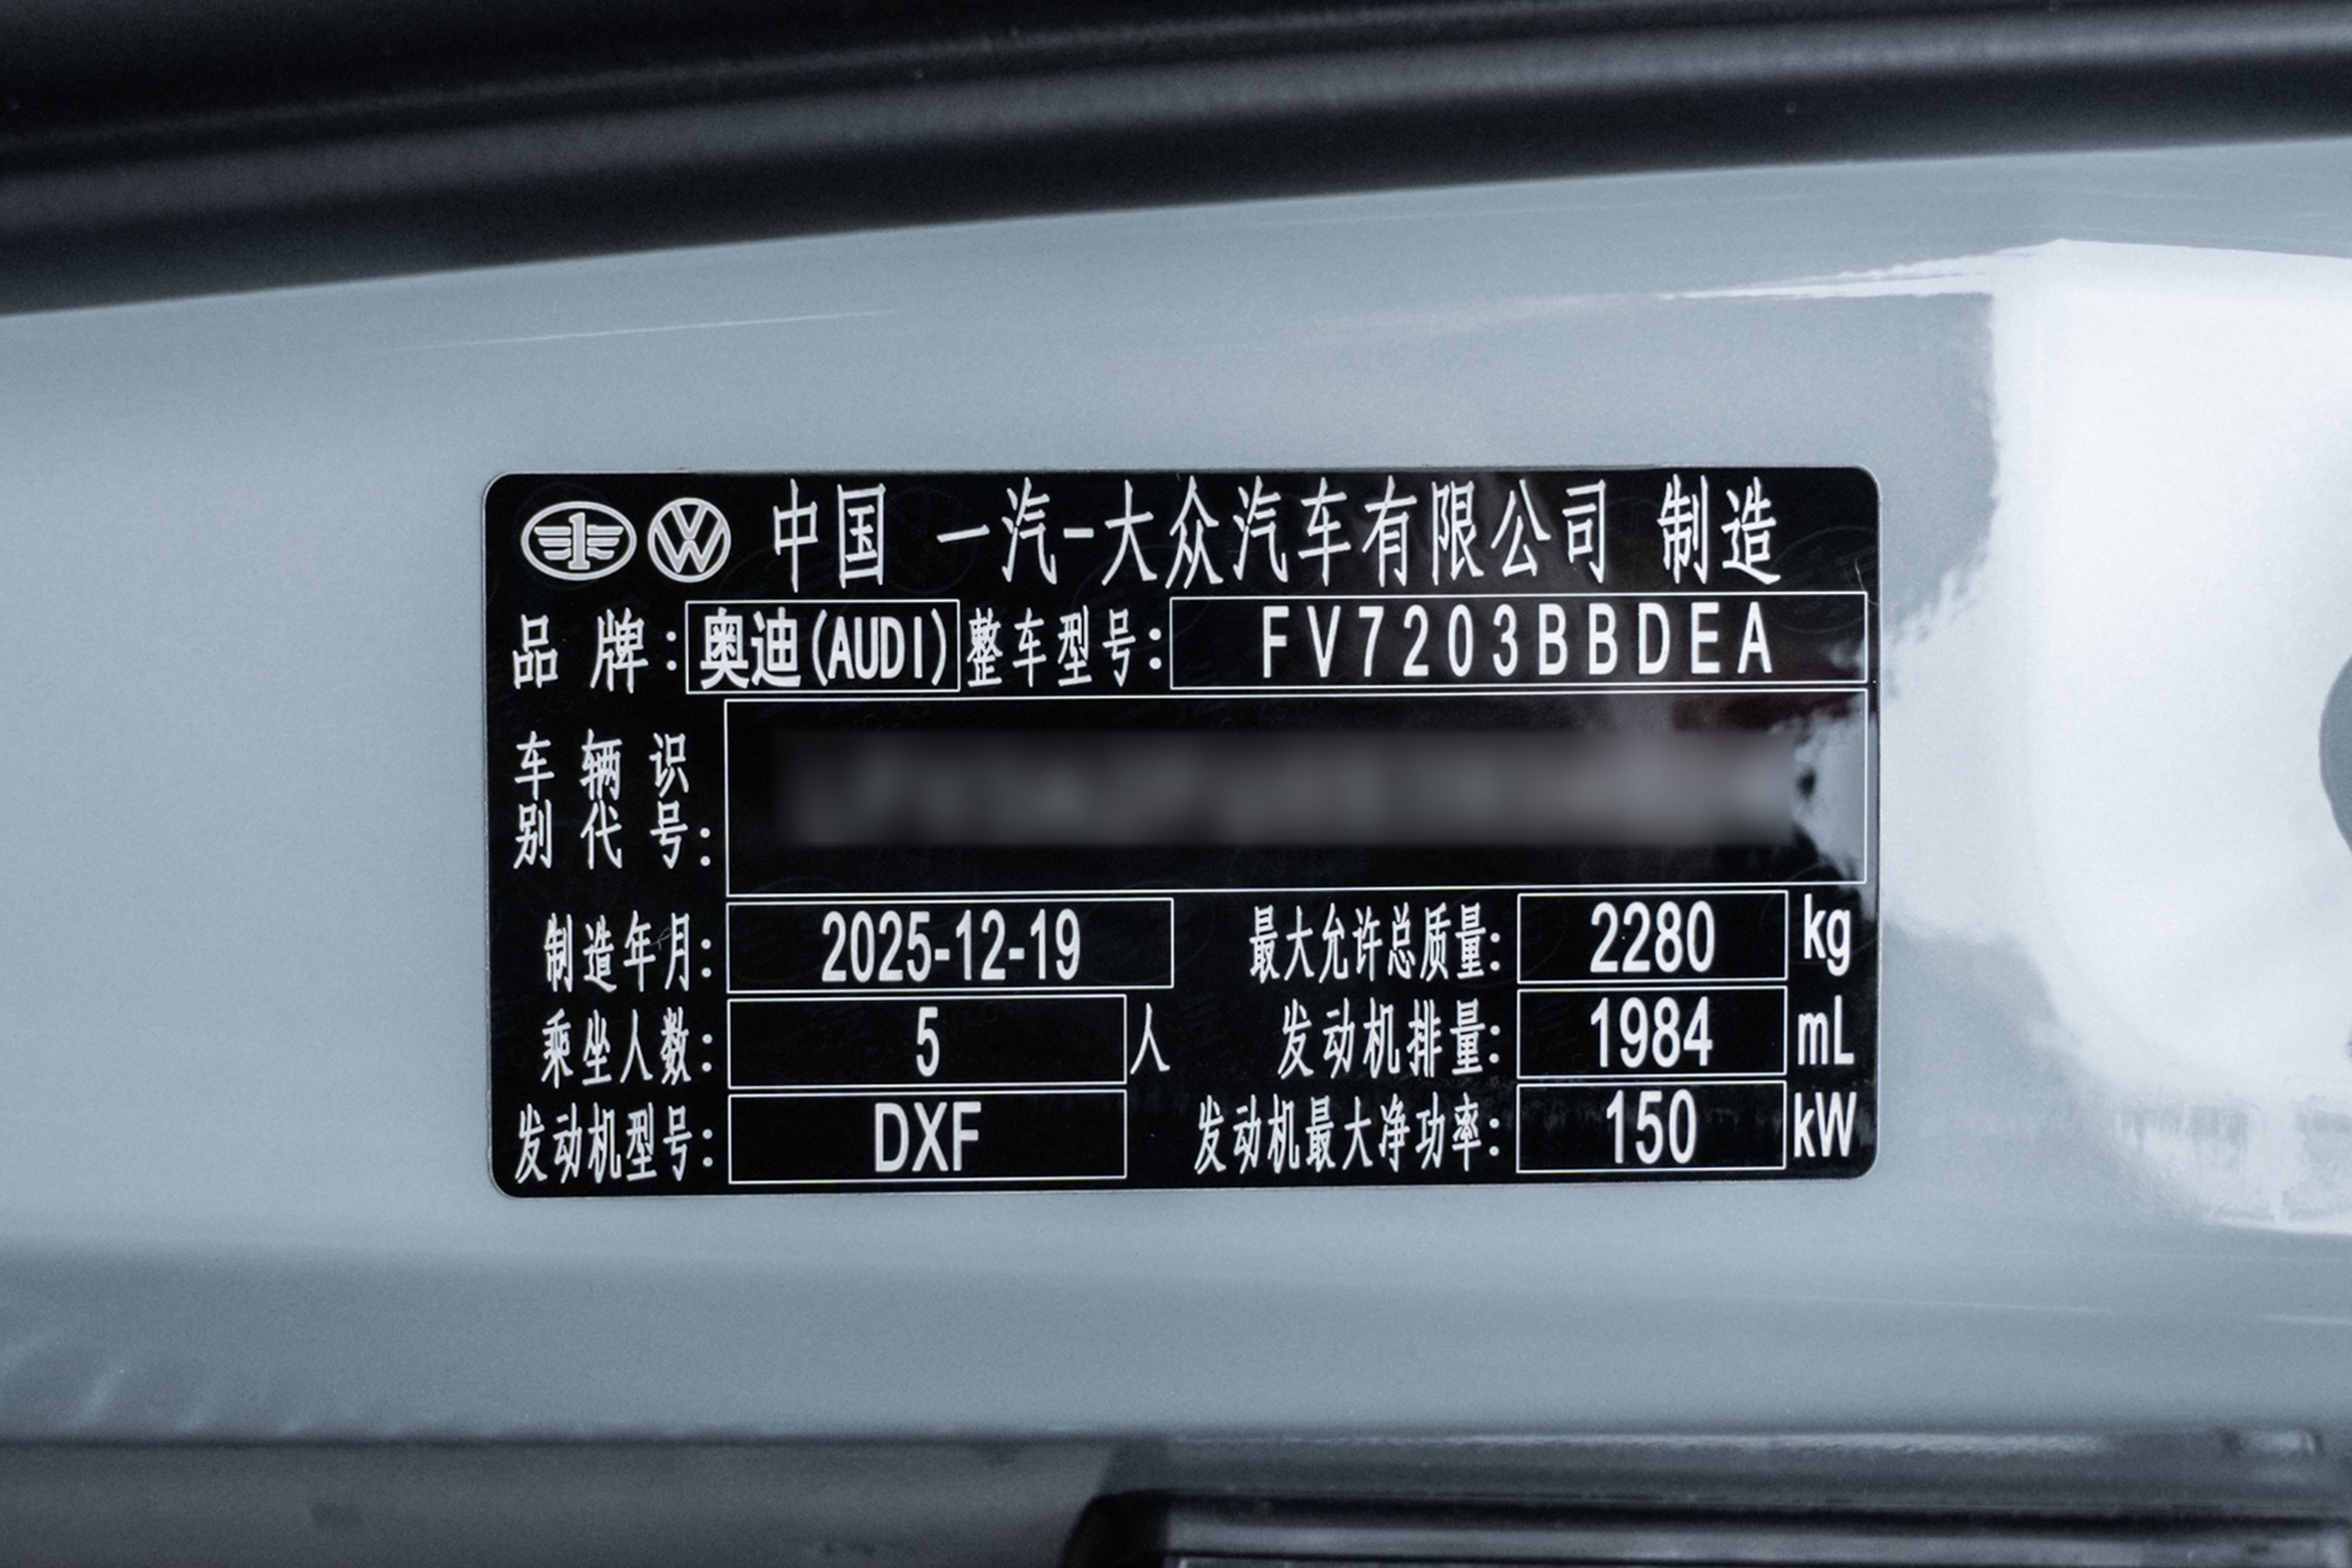 中国 一汽-大众汽车有限公司 制造
品牌: 奥迪(AUDI) 整车型号: FV7203BBDEA
车辆识
别代号:
制造年月: 2025-12-19 最大允许总质量: 2280 kg
乘坐人数: 5 人 发动机排量: 1984 mL
发动机型号: DXF 发动机最大净功率: 150 kW